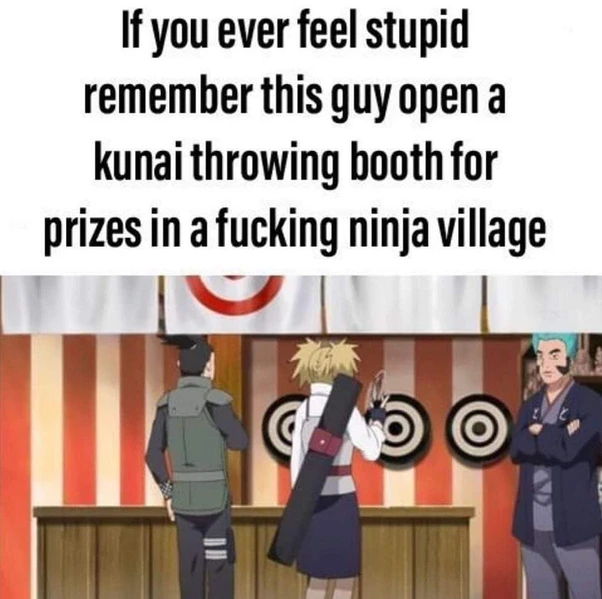 If you ever feel stupid
remember this guy open a
kunai throwing booth for
prizes in a fucking ninja village